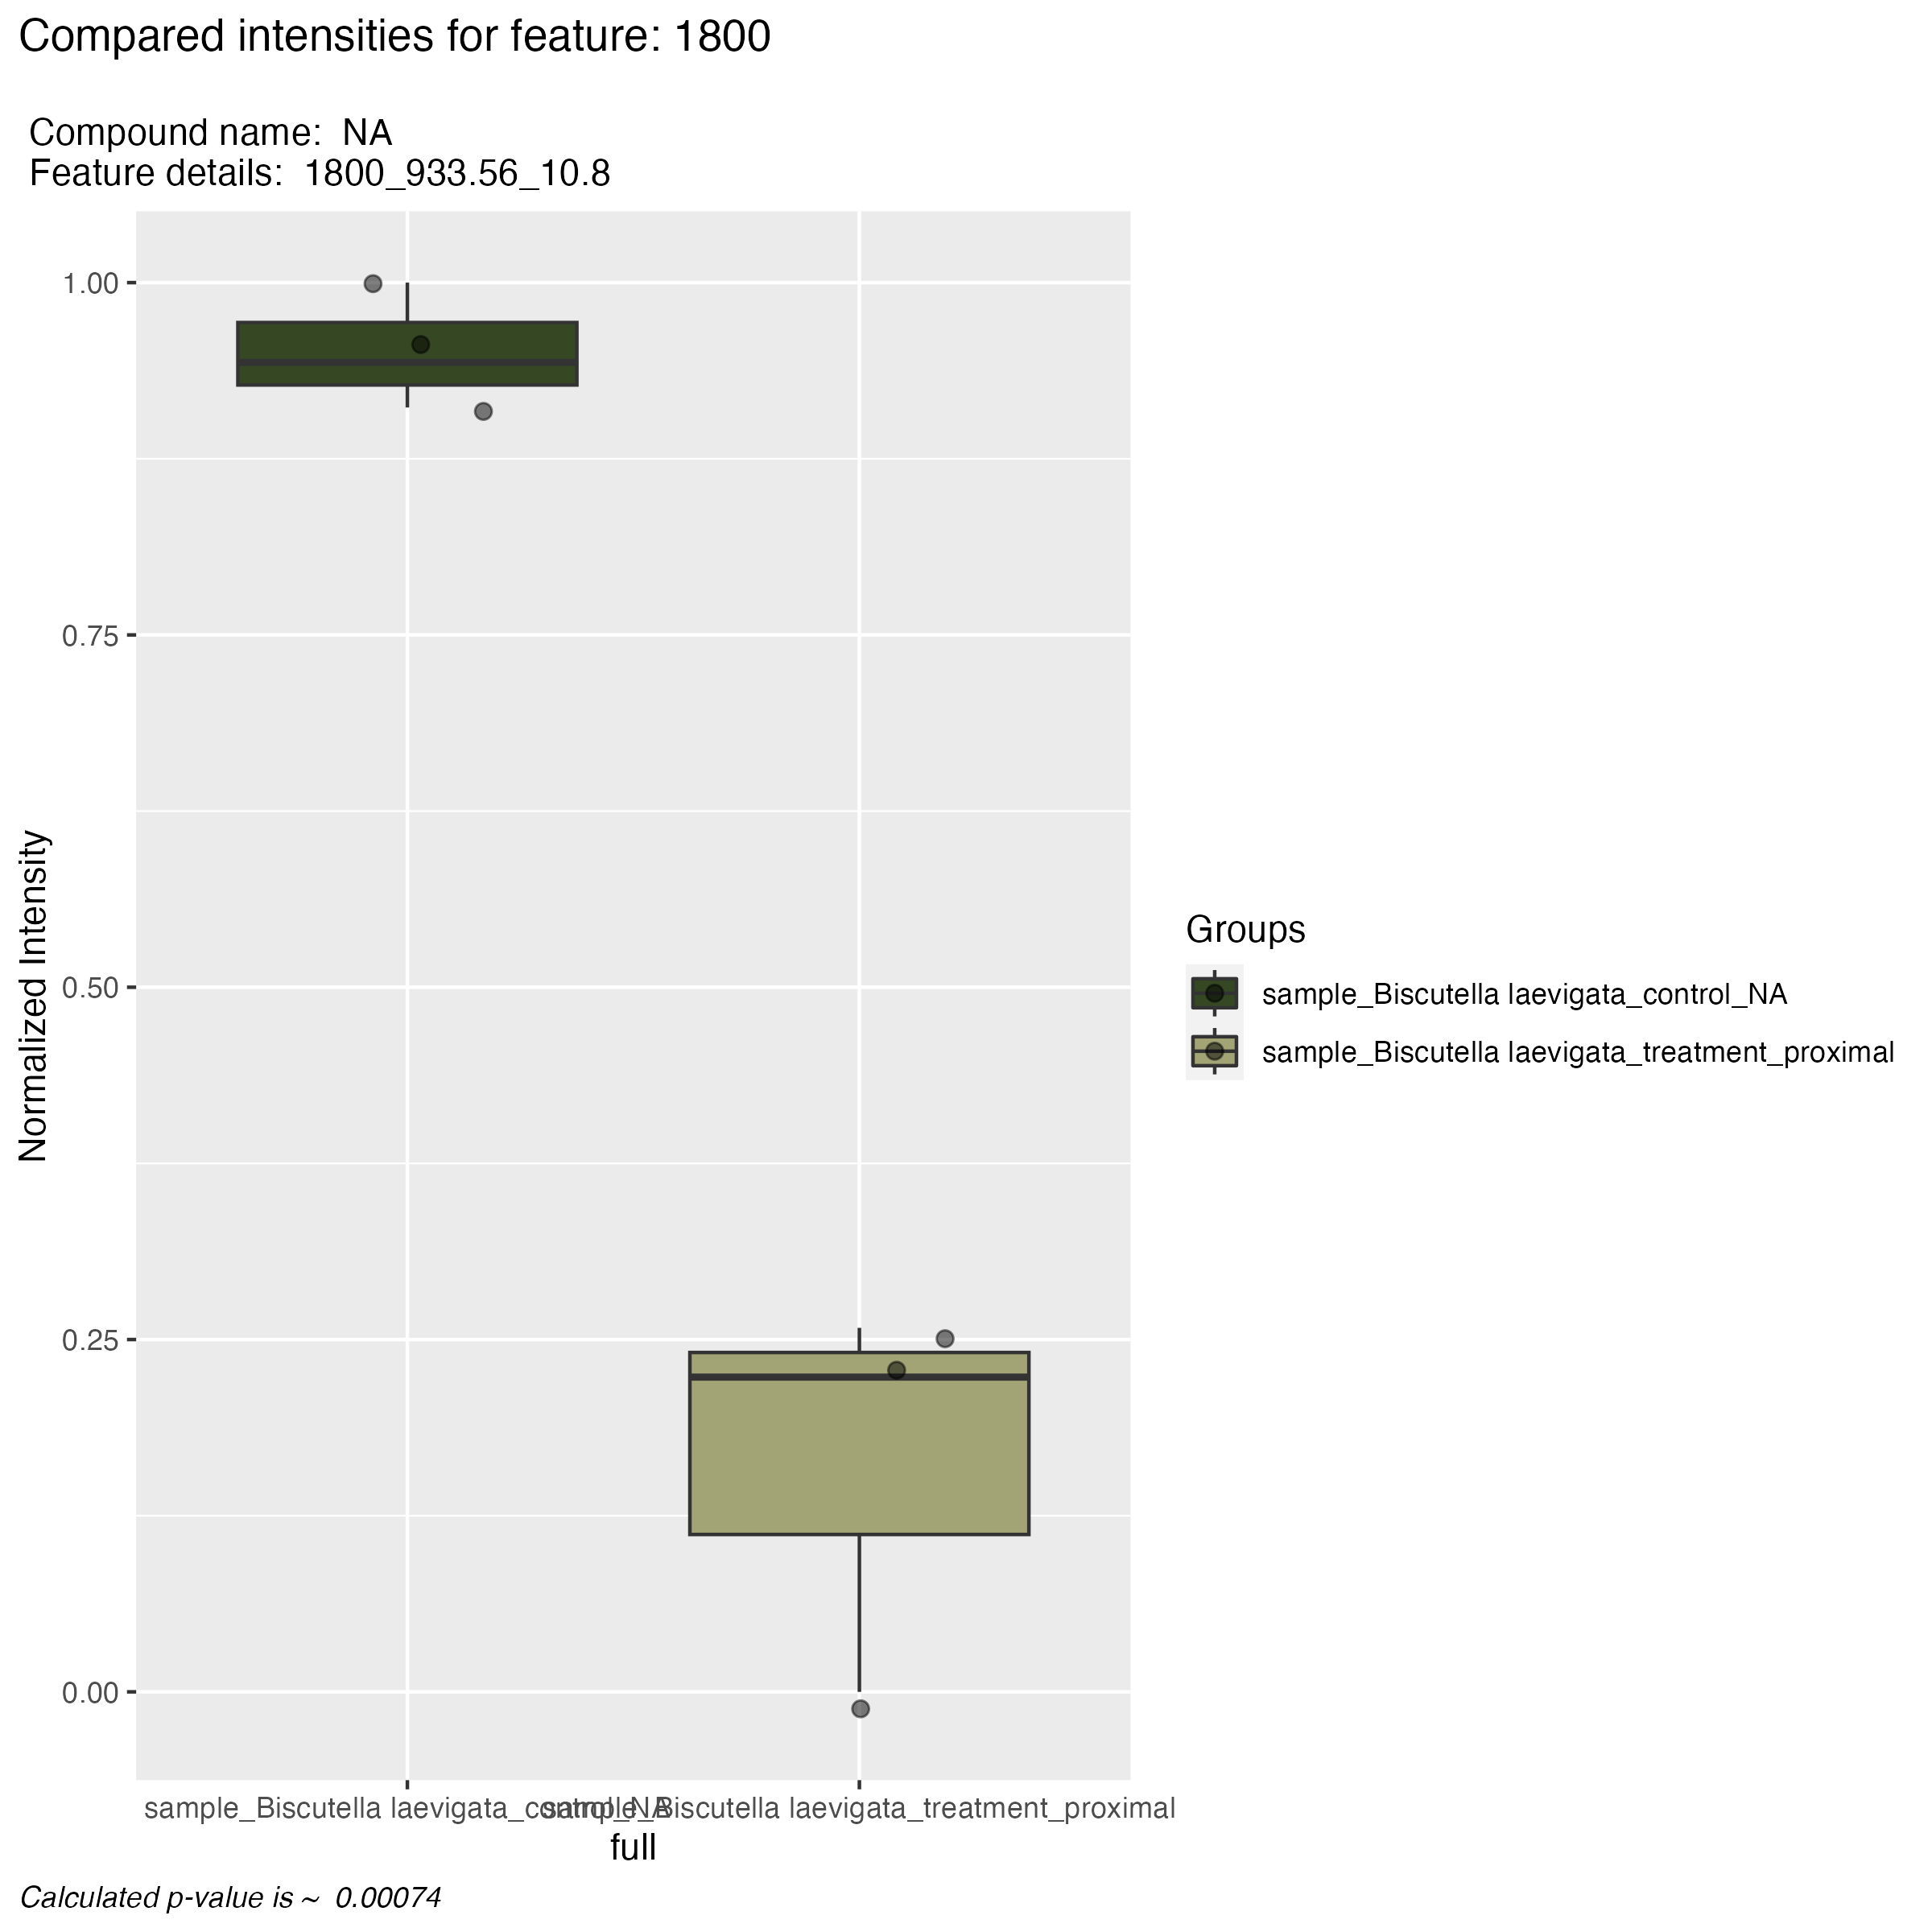 Compared intensities for feature: 1800
Compound name:  NA
Feature details:  1800_933.56_10.8
Normalized Intensity
1.00
0.75
0.50
0.25
0.00
Groups
sample_Biscutella laevigata_control_NA
sample_Biscutella laevigata_treatment_proximal
sample_Biscutella laevigata_control_NA
sample_Biscutella laevigata_treatment_proximal
full
Calculated p-value is ~  0.00074